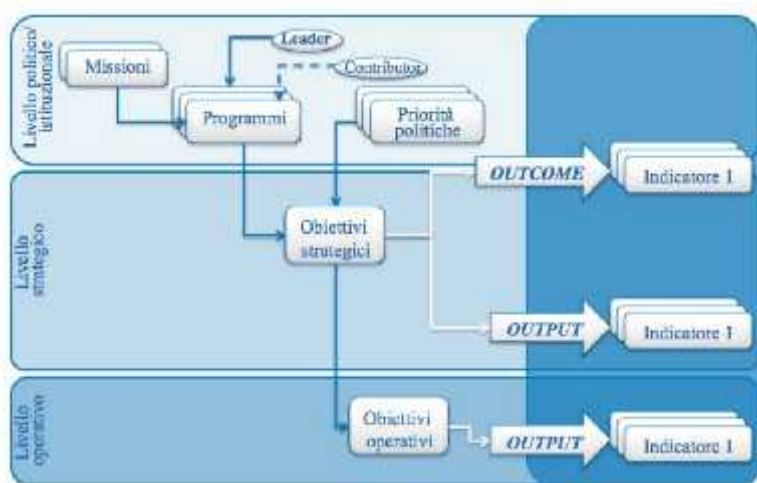 Livello politico/
istituzionale
Missioni
Leader
Contributor
Programmi
Priorità
politiche
OUTCOME
Indicatore 1
Livello
strategico
Obiettivi
strategici
OUTPUT
Indicatore 1
Livello
operativo
Obiettivi
operativi
OUTPUT
Indicatore 1